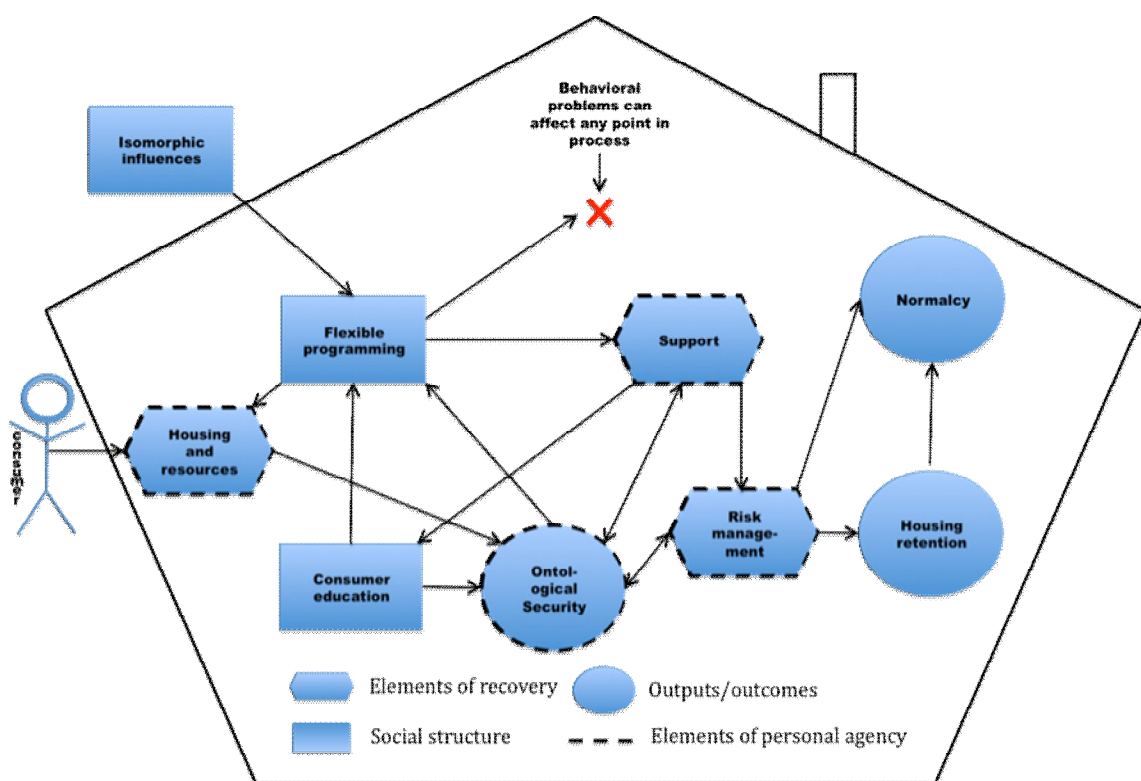 Behavioral
problems can
affect any point in
process
Isomorphic
influences
Flexible
programming
Support
Normalcy
consumer
Housing
and
resources
Risk
manage-
ment
Housing
retention
Consumer
education
Ontol-
ogical
Security
Elements of recovery
Outputs/outcomes
Social structure
Elements of personal agency